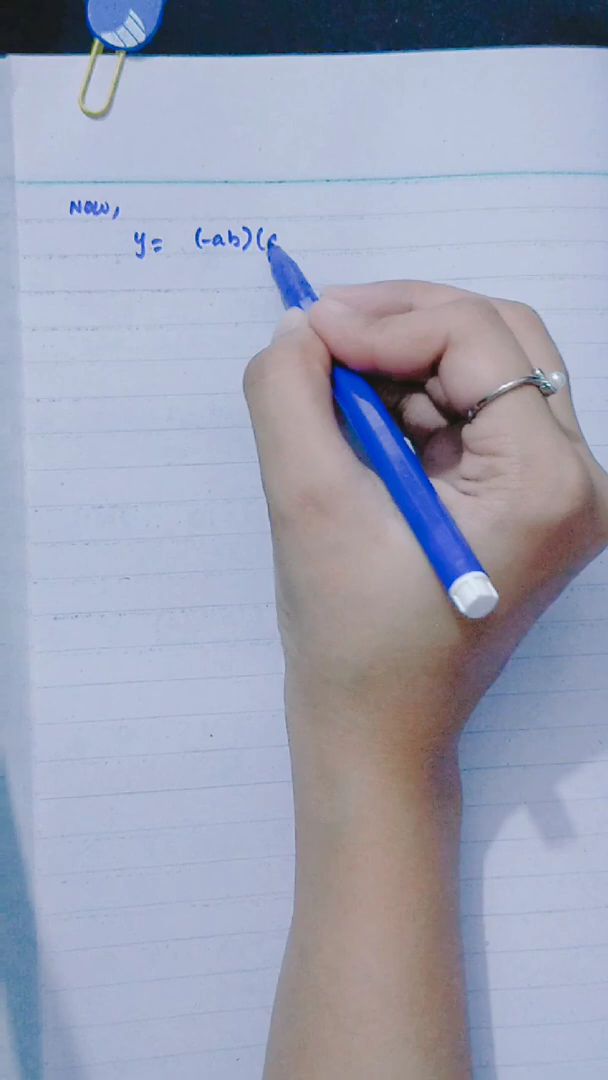 Now,
y = (-ab)(